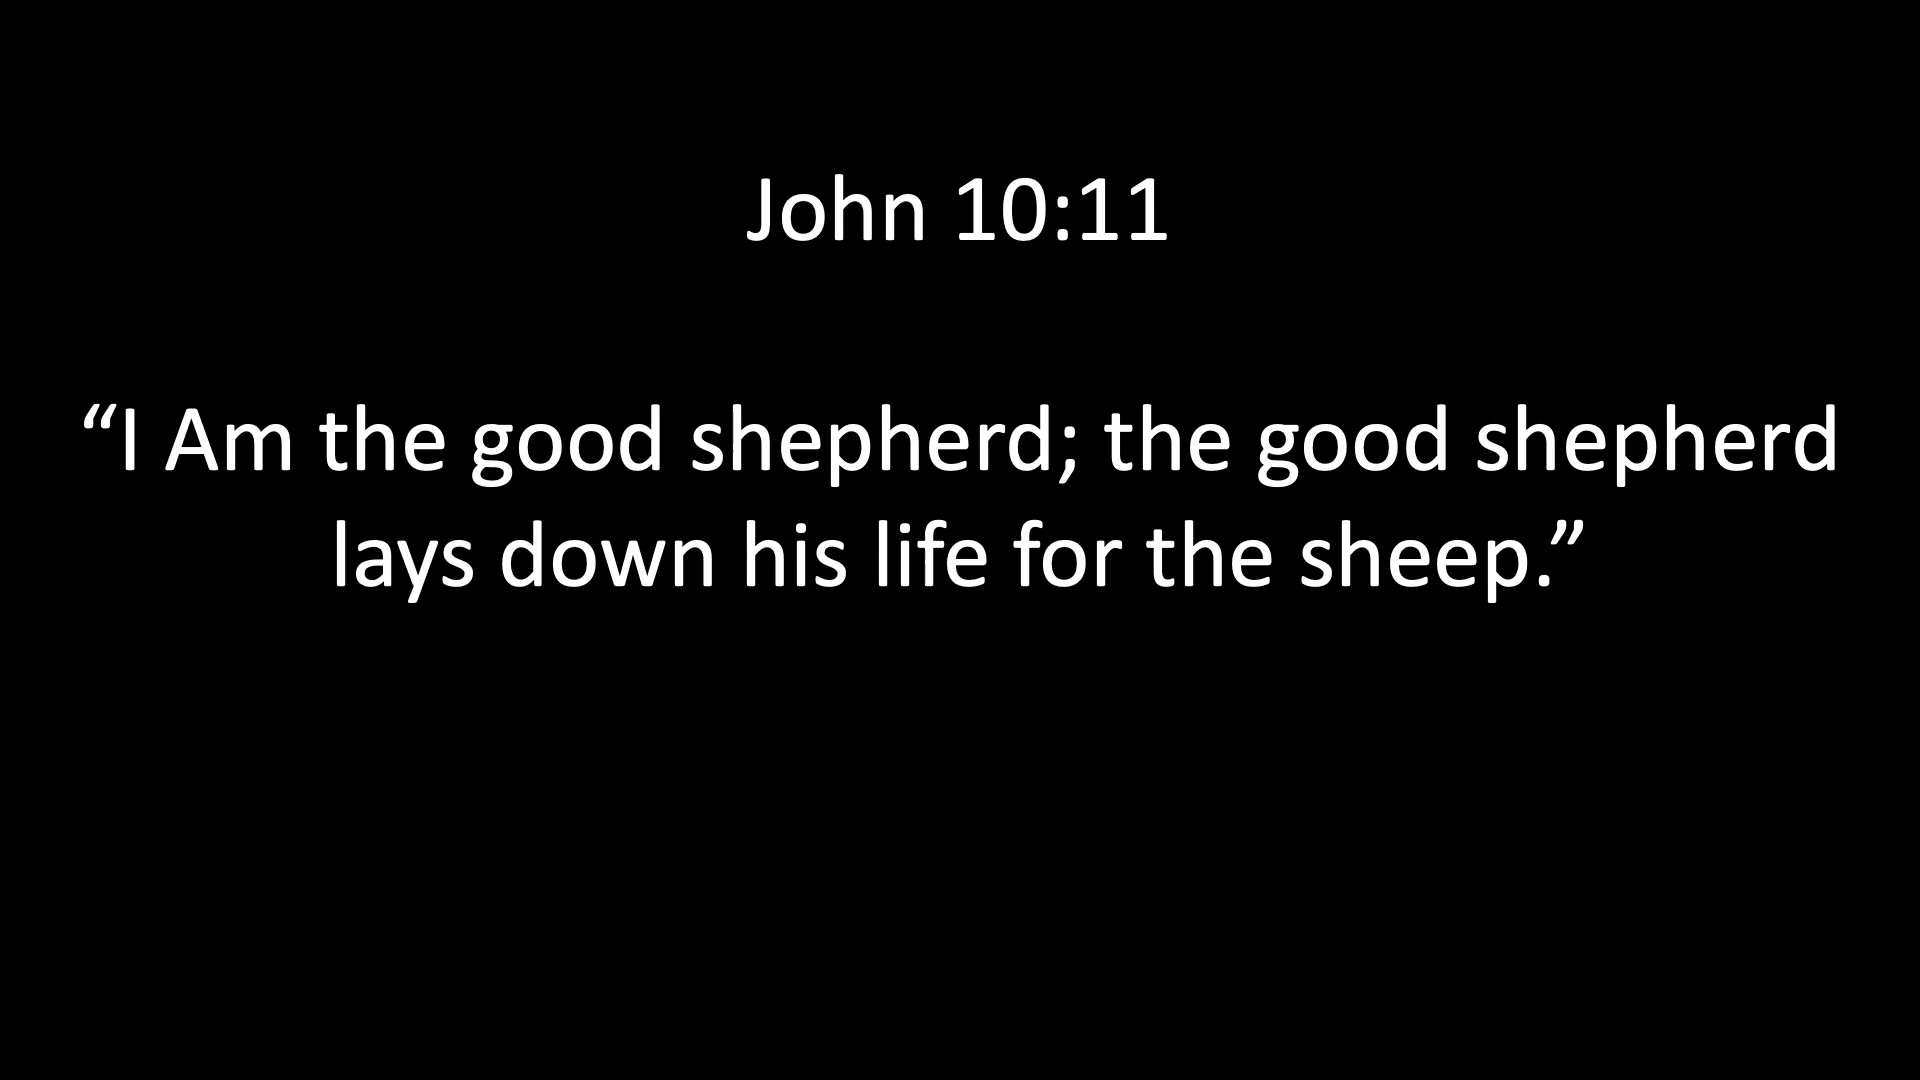 John 10:11
“I Am the good shepherd; the good shepherd
lays down his life for the sheep.”